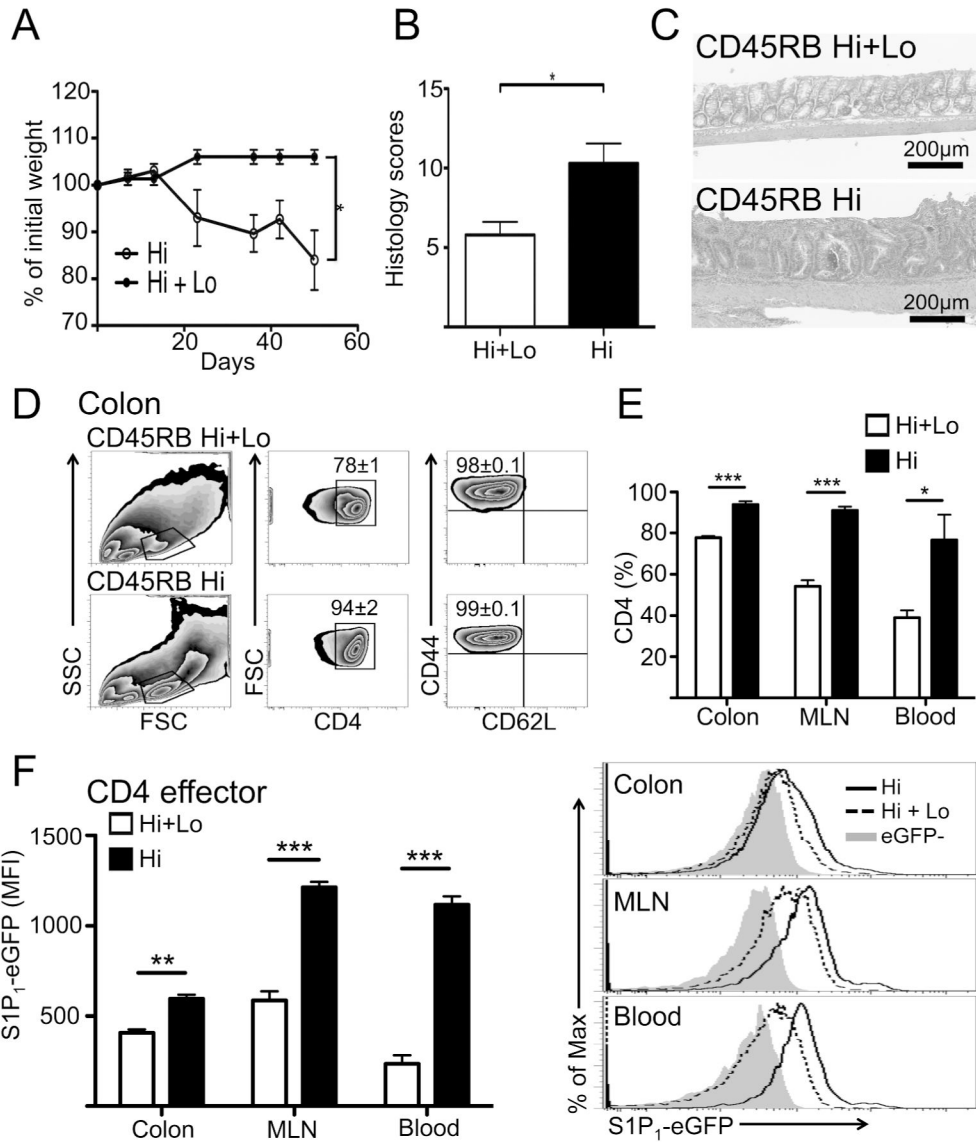 A
120
110
100
90
80
70
% of initial weight
Hi
Hi + Lo
*
20
40
60
Days
B
15
10
5
Histology scores
*
Hi+Lo
Hi
C
CD45RB Hi+Lo
200µm
CD45RB Hi
200µm
D
Colon
CD45RB Hi+Lo
78±1
98±0.1
CD45RB Hi
94±2
99±0.1
SSC
FSC
CD44
FSC
CD4
CD62L
E
Hi+Lo
Hi
100
80
60
40
20
CD4 (%)
***
***
*
Colon
MLN
Blood
F
CD4 effector
Hi+Lo
Hi
1500
1000
500
S1P₁-eGFP (MFI)
**
***
***
Colon
MLN
Blood
Colon
Hi
Hi + Lo
eGFP-
MLN
Blood
% of Max
S1P₁-eGFP